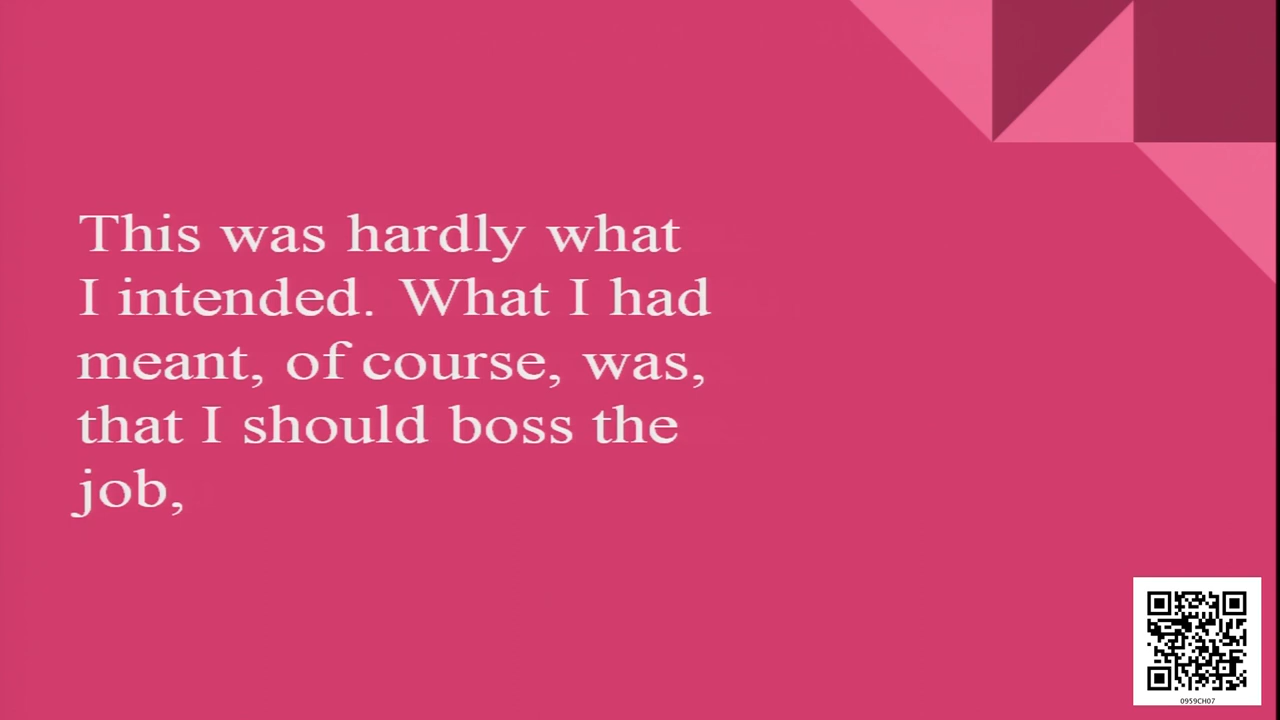 This was hardly what
I intended. What I had
meant, of course, was,
that I should boss the
job,
0959CH07